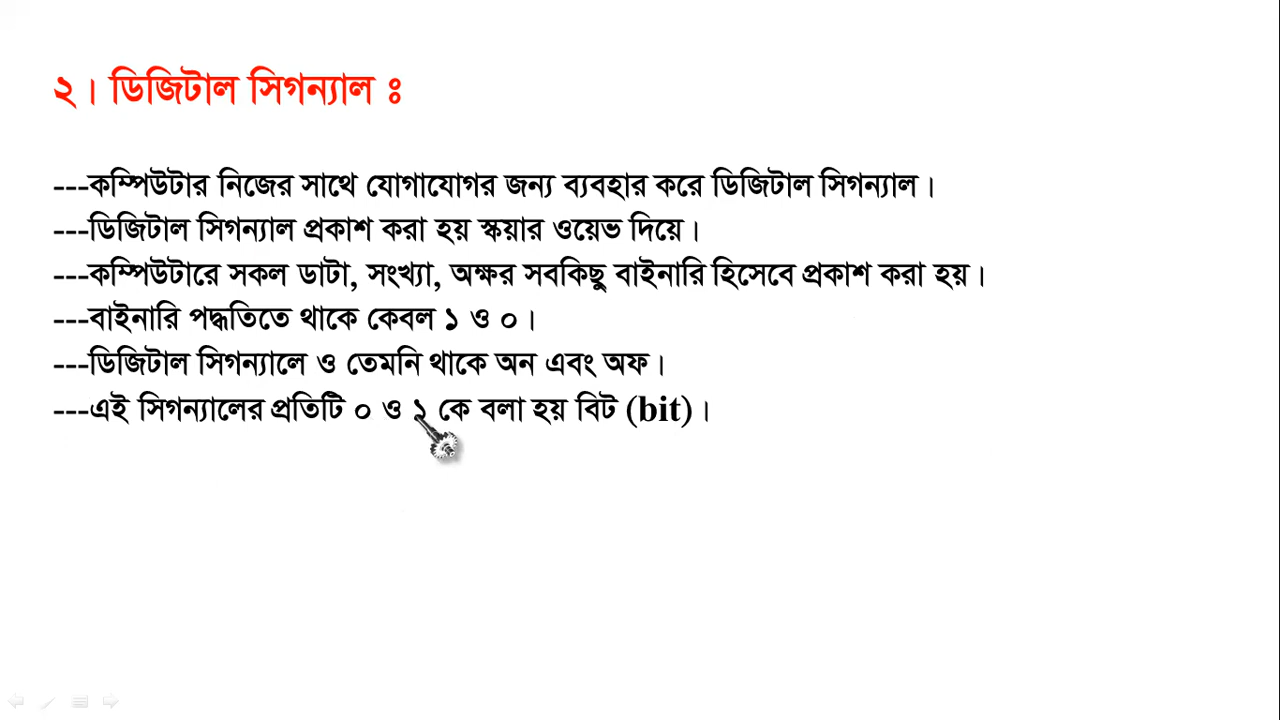 ২। ডিজিটাল সিগন্যাল ঃ
---কম্পিউটার নিজের সাথে যোগাযোগর জন্য ব্যবহার করে ডিজিটাল সিগন্যাল।
---ডিজিটাল সিগন্যাল প্রকাশ করা হয় স্কয়ার ওয়েভ দিয়ে।
---কম্পিউটারে সকল ডাটা, সংখ্যা, অক্ষর সবকিছু বাইনারি হিসেবে প্রকাশ করা হয়।
---বাইনারি পদ্ধতিতে থাকে কেবল ১ ও ০।
---ডিজিটাল সিগন্যালে ও তেমনি থাকে অন এবং অফ।
---এই সিগন্যালের প্রতিটি ০ ও ১ কে বলা হয় বিট (bit)।